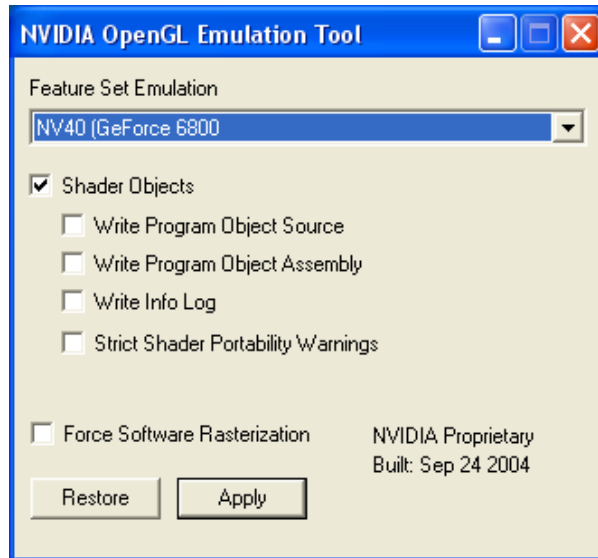 NVIDIA OpenGL Emulation Tool
Feature Set Emulation
NV40 (GeForce 6800
Shader Objects
Write Program Object Source
Write Program Object Assembly
Write Info Log
Strict Shader Portability Warnings
Force Software Rasterization
NVIDIA Proprietary
Built: Sep 24 2004
Restore
Apply